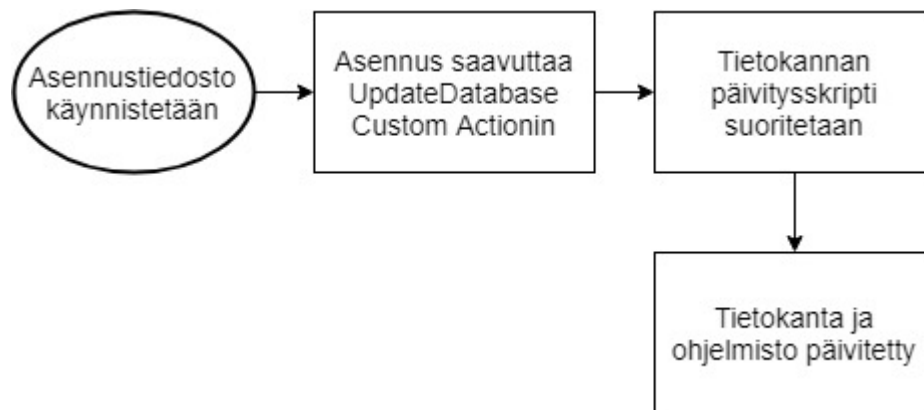 Asennustiedosto
käynnistetään
Asennus saavuttaa
UpdateDatabase
Custom Actionin
Tietokannan
päivitysskripti
suoritetaan
Tietokanta ja
ohjelmisto päivitetty